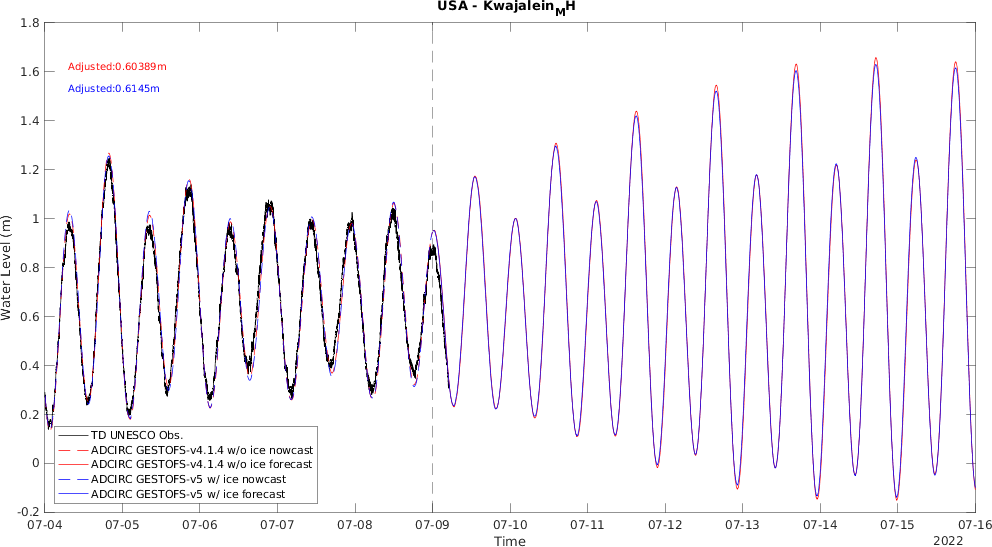 USA - Kwajalein_MH
1.8
1.6
1.4
1.2
1
0.8
0.6
0.4
0.2
0
-0.2
Water Level (m)
Adjusted:0.60389m
Adjusted:0.6145m
TD UNESCO Obs.
ADCIRC GESTOFS-v4.1.4 w/o ice nowcast
ADCIRC GESTOFS-v4.1.4 w/o ice forecast
ADCIRC GESTOFS-v5 w/ ice nowcast
ADCIRC GESTOFS-v5 w/ ice forecast
07-04 07-05 07-06 07-07 07-08 07-09 07-10 07-11 07-12 07-13 07-14 07-15 07-16
Time
2022